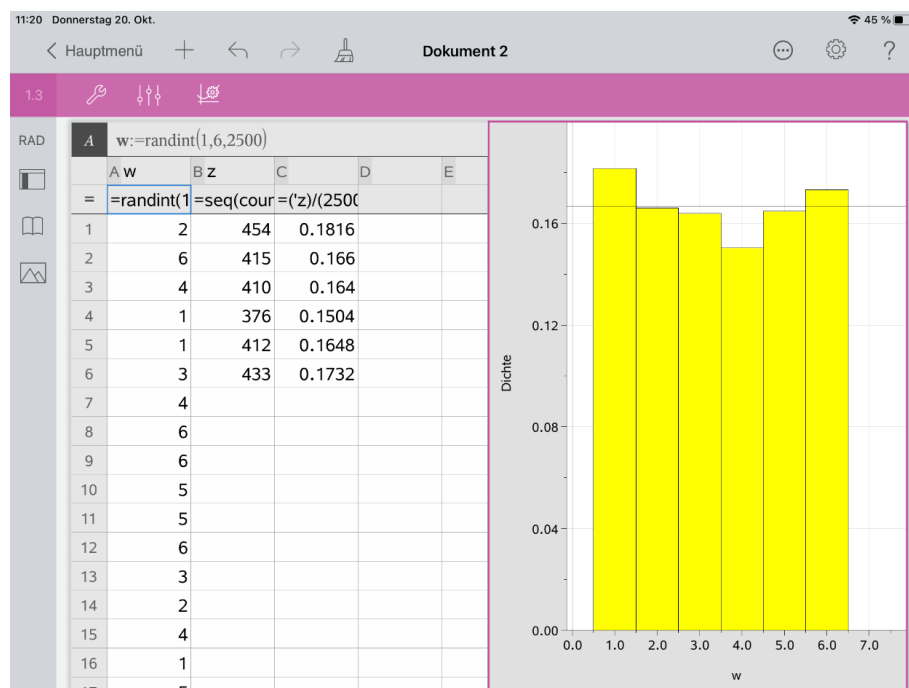 11:20 Donnerstag 20. Okt. 45 %
Hauptmenü Dokument 2 ?
1.3
RAD A w:=randint(1,6,2500)
A w B z C D E
= =randint(1 =seq(cour =('z)/(250
1 2 454 0.1816
2 6 415 0.166
3 4 410 0.164
4 1 376 0.1504
5 1 412 0.1648
6 3 433 0.1732
7 4
8 6
9 6
10 5
11 5
12 6
13 3
14 2
15 4
16 1
0.16
0.12
Dichte
0.08
0.04
0.00
0.0 1.0 2.0 3.0 4.0 5.0 6.0 7.0
w